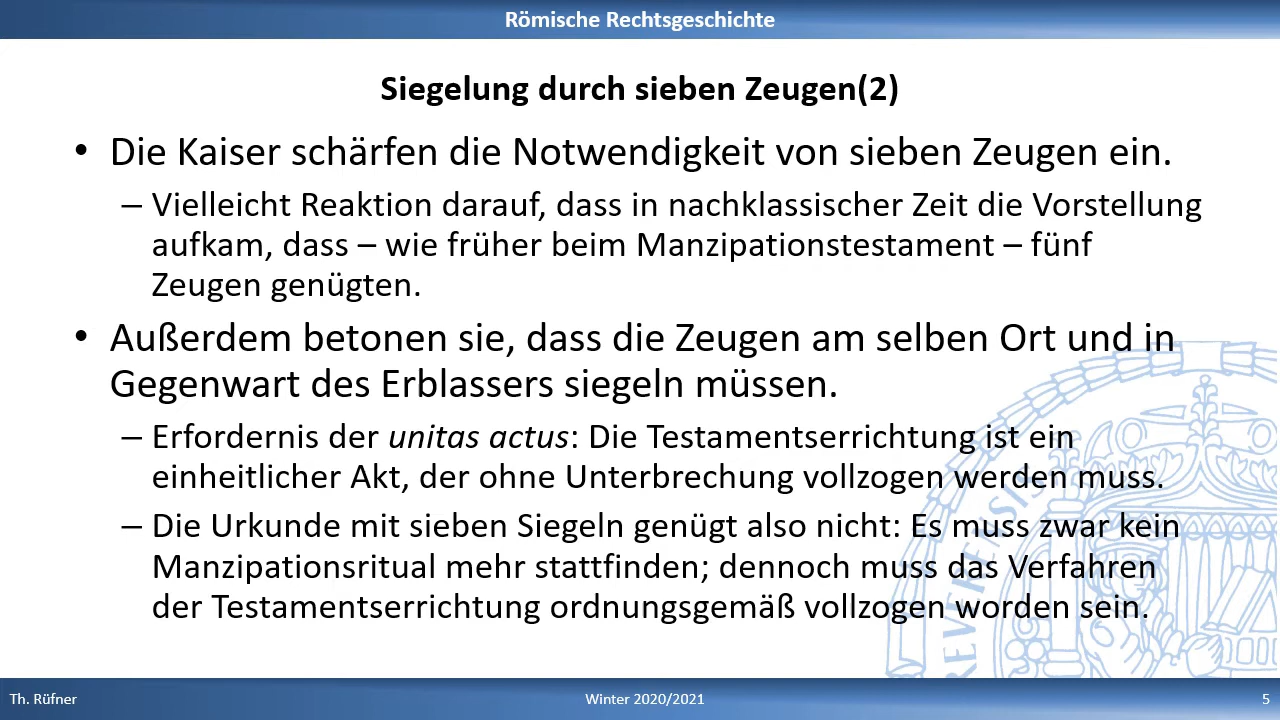 Römische Rechtsgeschichte
Siegelung durch sieben Zeugen(2)
• Die Kaiser schärfen die Notwendigkeit von sieben Zeugen ein.
– Vielleicht Reaktion darauf, dass in nachklassischer Zeit die Vorstellung
aufkam, dass – wie früher beim Manzipationstestament – fünf
Zeugen genügten.
• Außerdem betonen sie, dass die Zeugen am selben Ort und in
Gegenwart des Erblassers siegeln müssen.
– Erfordernis der unitas actus: Die Testamentserrichtung ist ein
einheitlicher Akt, der ohne Unterbrechung vollzogen werden muss.
– Die Urkunde mit sieben Siegeln genügt also nicht: Es muss zwar kein
Manzipationsritual mehr stattfinden; dennoch muss das Verfahren
der Testamentserrichtung ordnungsgemäß vollzogen worden sein.
REVERENSIS
Th. Rüfner
Winter 2020/2021
5